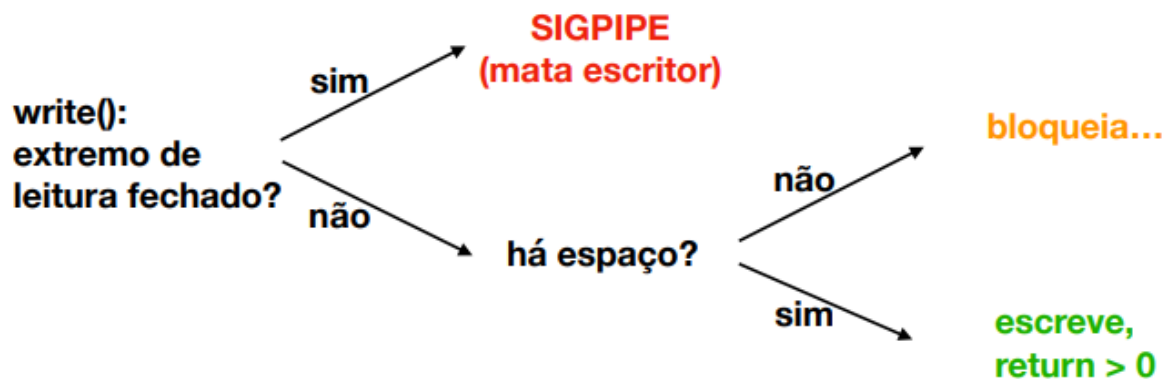 SIGPIPE
(mata escritor)
sim
write():
extremo de
leitura fechado?
não
há espaço?
não
bloqueia…
sim
escreve,
return > 0